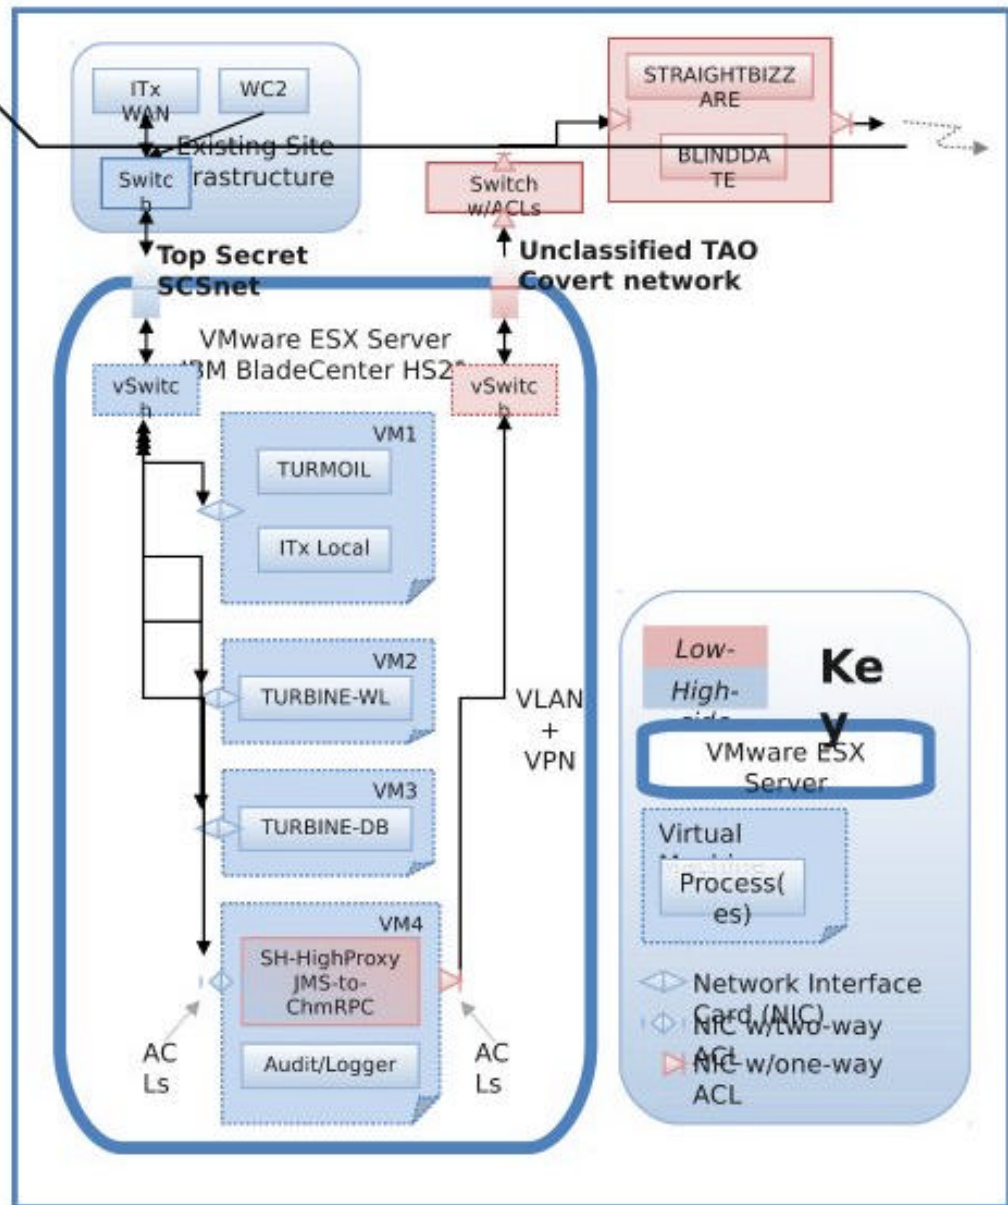 ITx
WAN
WC2
Existing Site
rastructure
Switc
h
STRAIGHTBIZZ
ARE
BLINDDA
TE
Switch
w/ACLs
Top Secret
SCSnet
Unclassified TAO
Covert network
VMware ESX Server
IBM BladeCenter HS2
vSwitc
h
vSwitc
h
VM1
TURMOIL
ITx Local
VM2
TURBINE-WL
VLAN
+
VPN
VM3
TURBINE-DB
VM4
SH-HighProxy
JMS-to-
ChmRPC
Audit/Logger
AC
Ls
AC
Ls
Ke
y
Low-
High-
side
VMware ESX
Server
Virtual
Machine
Process(
es)
Network Interface
Card (NIC)
NIC w/two-way
ACL
NIC w/one-way
ACL